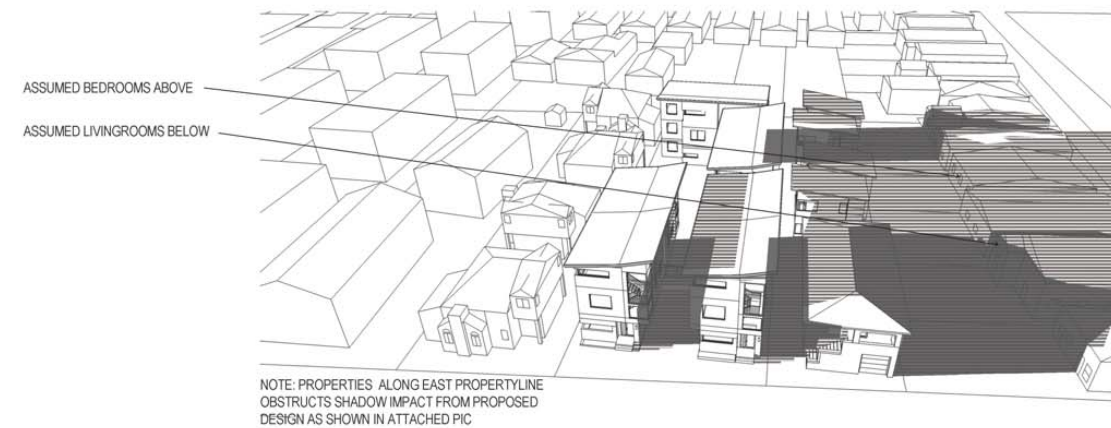 ASSUMED BEDROOMS ABOVE
ASSUMED LIVINGROOMS BELOW
NOTE: PROPERTIES ALONG EAST PROPERTYLINE
OBSTRUCTS SHADOW IMPACT FROM PROPOSED
DESIGN AS SHOWN IN ATTACHED PIC